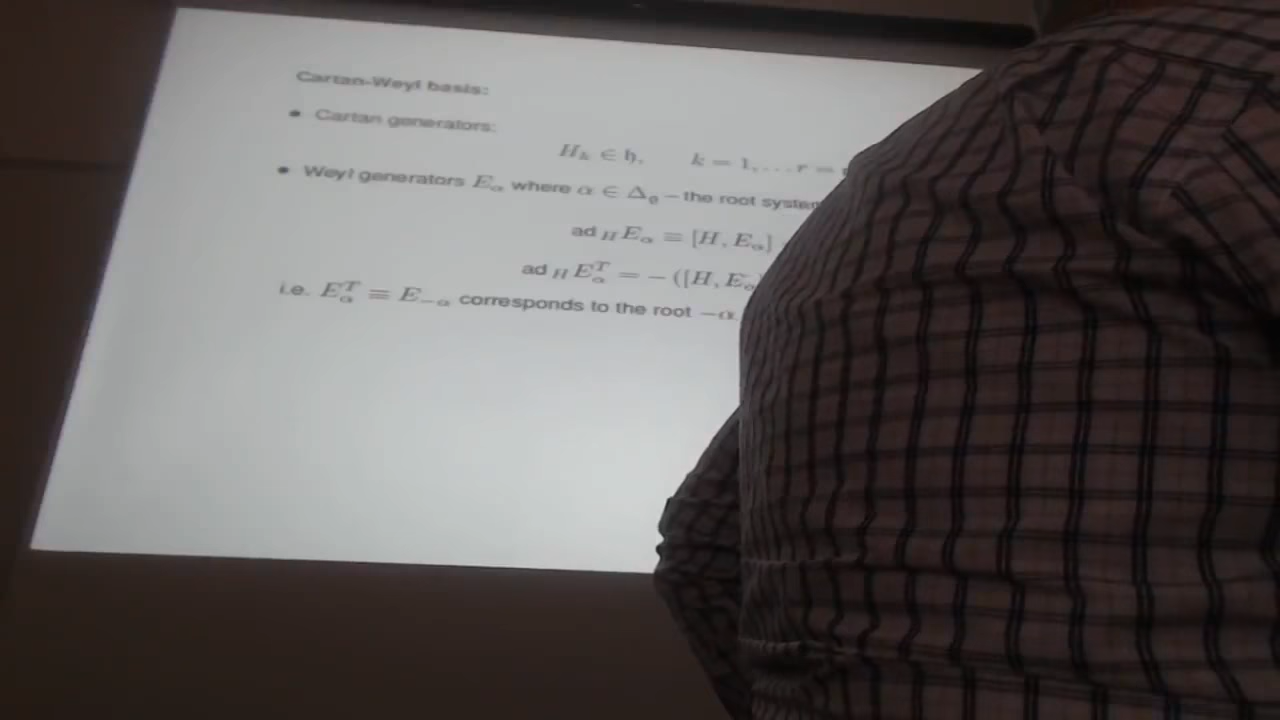 Cartan-Weyl basis:
• Cartan generators:
H_k ∈ 𝔥, k = 1, … r =
• Weyl generators E_α where α ∈ Δ_𝔤 – the root system
ad_H E_α ≡ [H, E_α]
ad_H E_α^T = − ([H, E_α
i.e. E_α^T ≡ E_{−α} corresponds to the root −α.